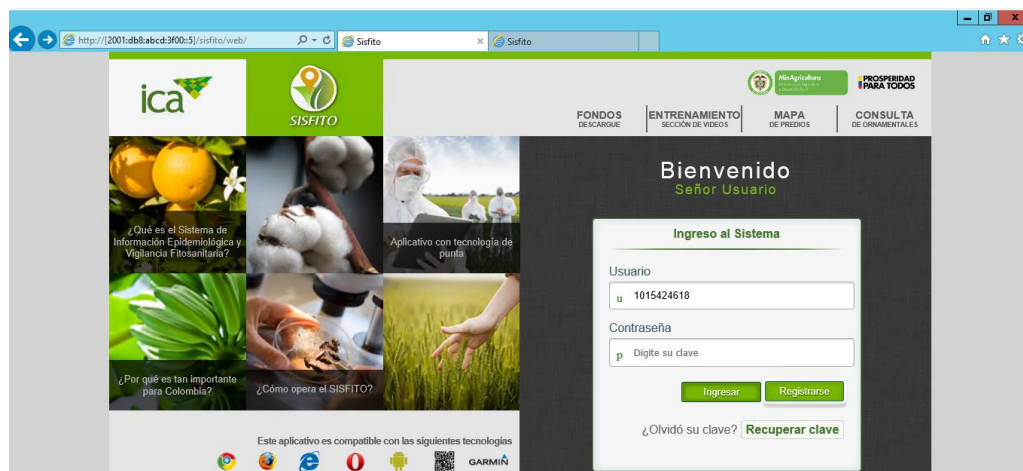 http://[2001:db8:abcd:3f00::5]/sisfito/web/
Sisfito
Sisfito
ica
SISFITO
MinAgricultura
PROSPERIDAD
PARA TODOS
FONDOS
DESCARGUE
ENTRENAMIENTO
SECCIÓN DE VIDEOS
MAPA
DE PREDIOS
CONSULTA
DE ORNAMENTALES
¿Qué es el Sistema de
Información Epidemiológica y
Vigilancia Fitosanitaria?
Aplicativo con tecnología de
punta
¿Por qué es tan importante
para Colombia?
¿Cómo opera el SISFITO?
Este aplicativo es compatible con las siguientes tecnologías
GARMIN
Bienvenido
Señor Usuario
Ingreso al Sistema
Usuario
u 1015424618
Contraseña
p Digite su clave
Ingresar Registrarse
¿Olvidó su clave? Recuperar clave